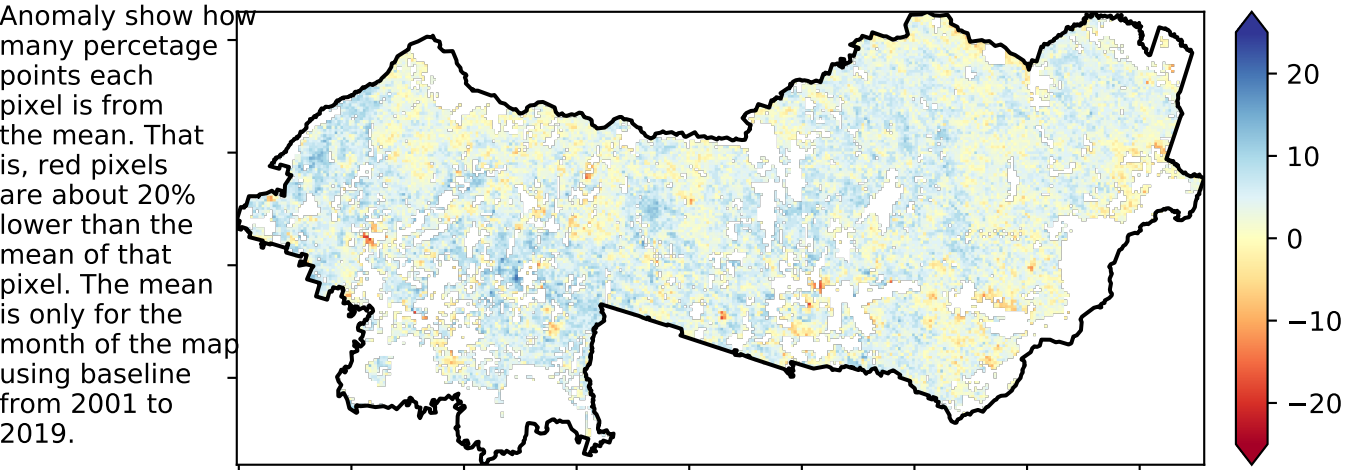 Anomaly show how
many percetage
points each
pixel is from
the mean. That
is, red pixels
are about 20%
lower than the
mean of that
pixel. The mean
is only for the
month of the map
using baseline
from 2001 to
2019.
20
10
0
−10
−20